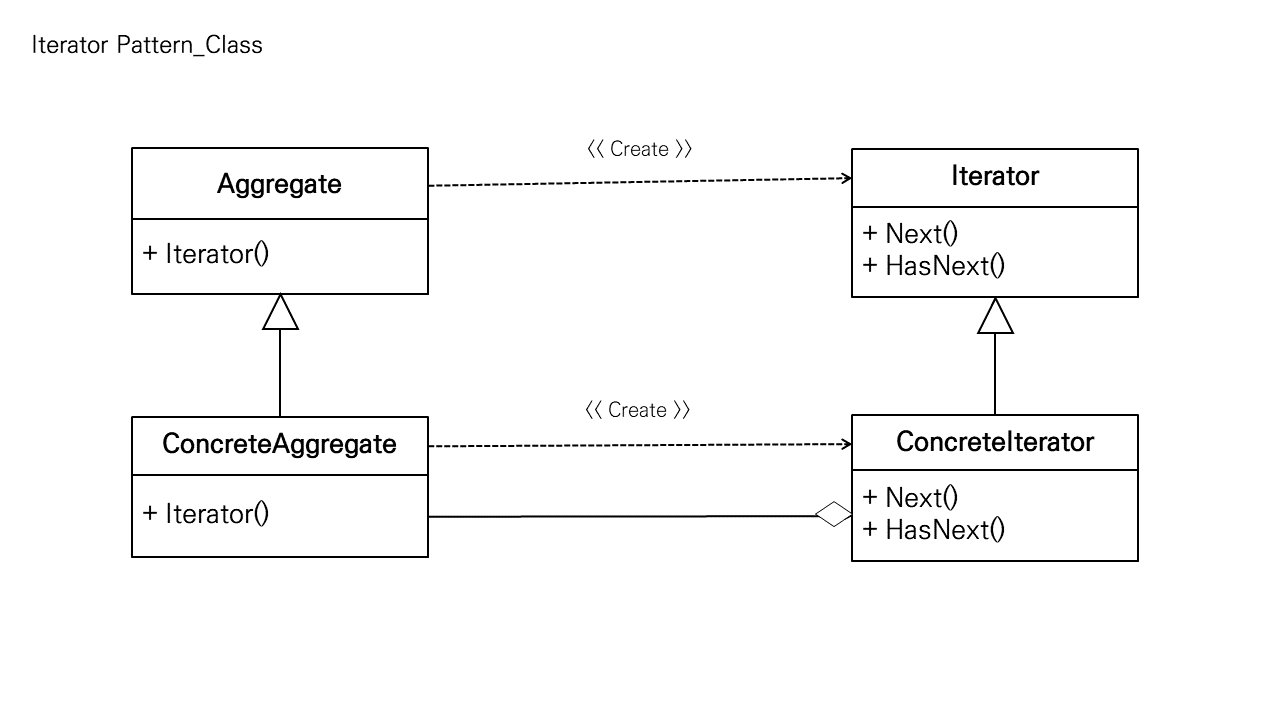 Iterator Pattern_Class
Aggregate
+ Iterator()
〈〈 Create 〉〉
Iterator
+ Next()
+ HasNext()
ConcreteAggregate
+ Iterator()
〈〈 Create 〉〉
ConcreteIterator
+ Next()
+ HasNext()